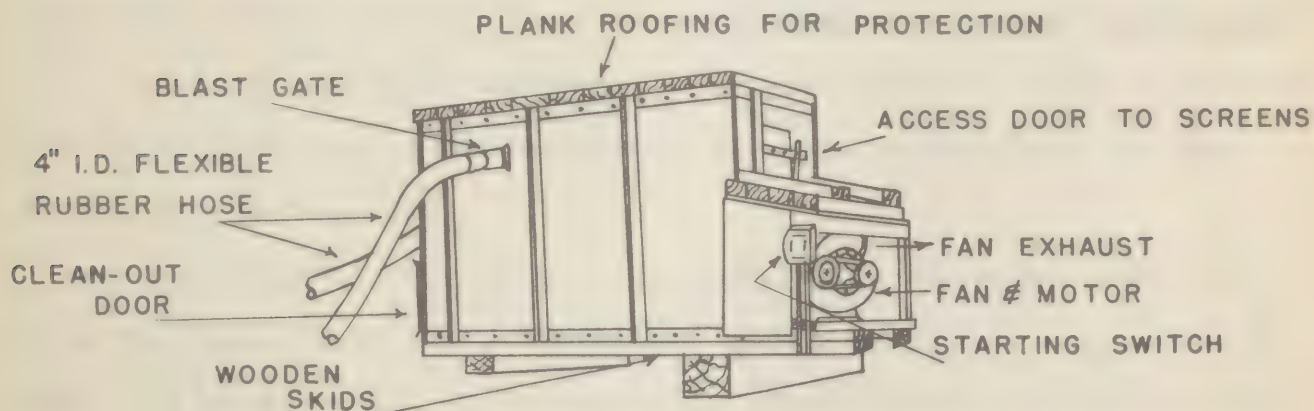 PLANK ROOFING FOR PROTECTION
BLAST GATE
ACCESS DOOR TO SCREENS
4" I.D. FLEXIBLE
RUBBER HOSE
FAN EXHAUST
CLEAN-OUT
DOOR
FAN & MOTOR
STARTING SWITCH
WOODEN
SKIDS